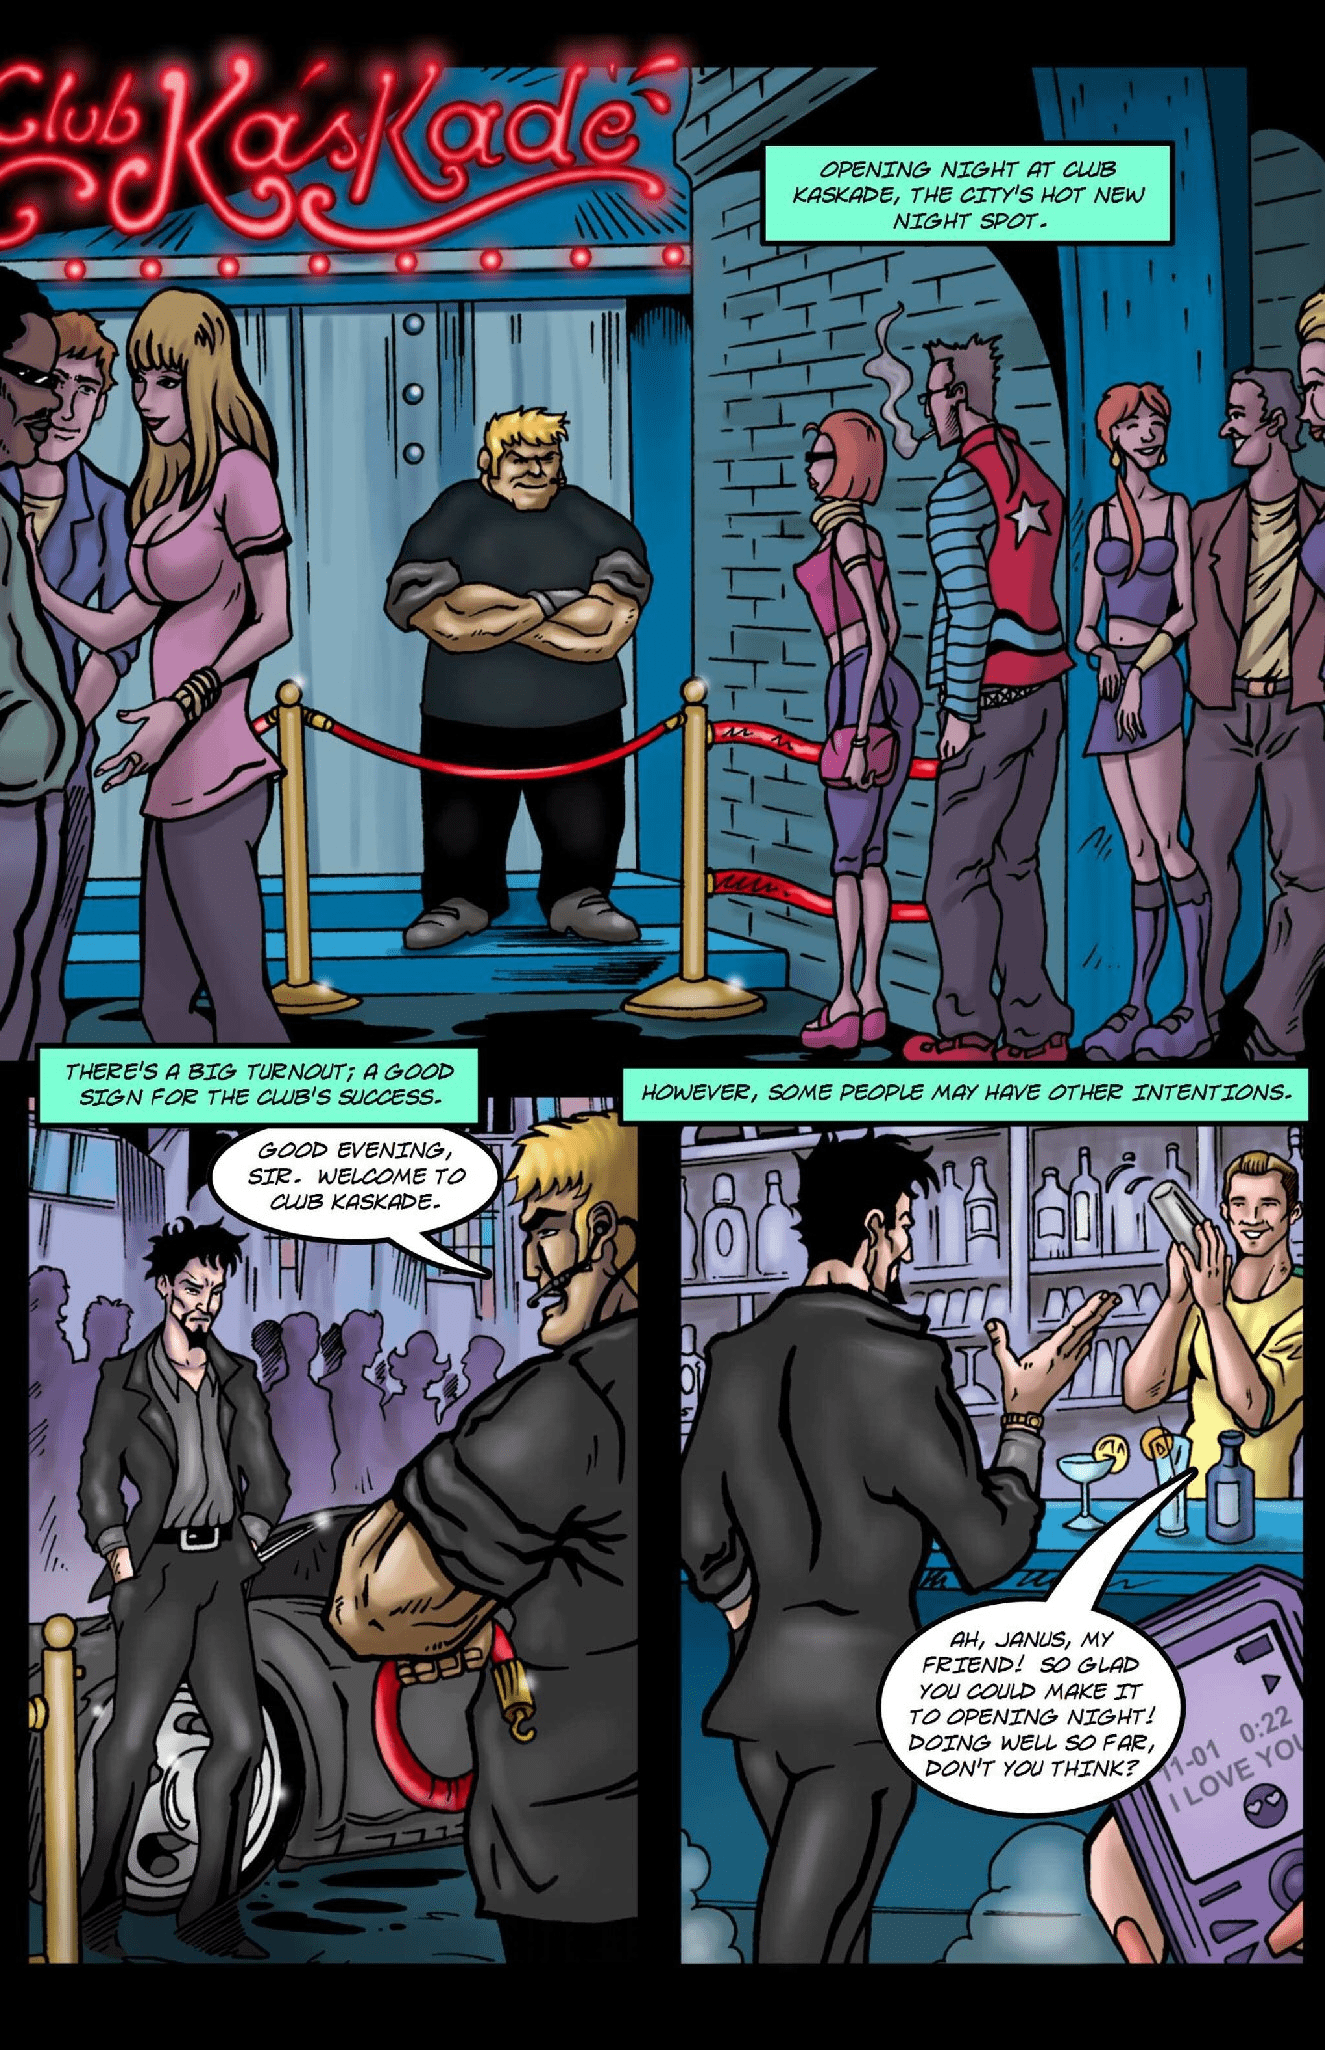 Club KasKade
OPENING NIGHT AT CLUB
KASKADE, THE CITY'S HOT NEW
NIGHT SPOT.
THERE'S A BIG TURNOUT; A GOOD
SIGN FOR THE CLUB'S SUCCESS.
GOOD EVENING,
SIR. WELCOME TO
CLUB KASKADE.
HOWEVER, SOME PEOPLE MAY HAVE OTHER INTENTIONS.
AH, JANUS, MY
FRIEND! SO GLAD
YOU COULD MAKE IT
TO OPENING NIGHT!
DOING WELL SO FAR,
DON'T YOU THINK?
11-01 0:22
I LOVE YOU